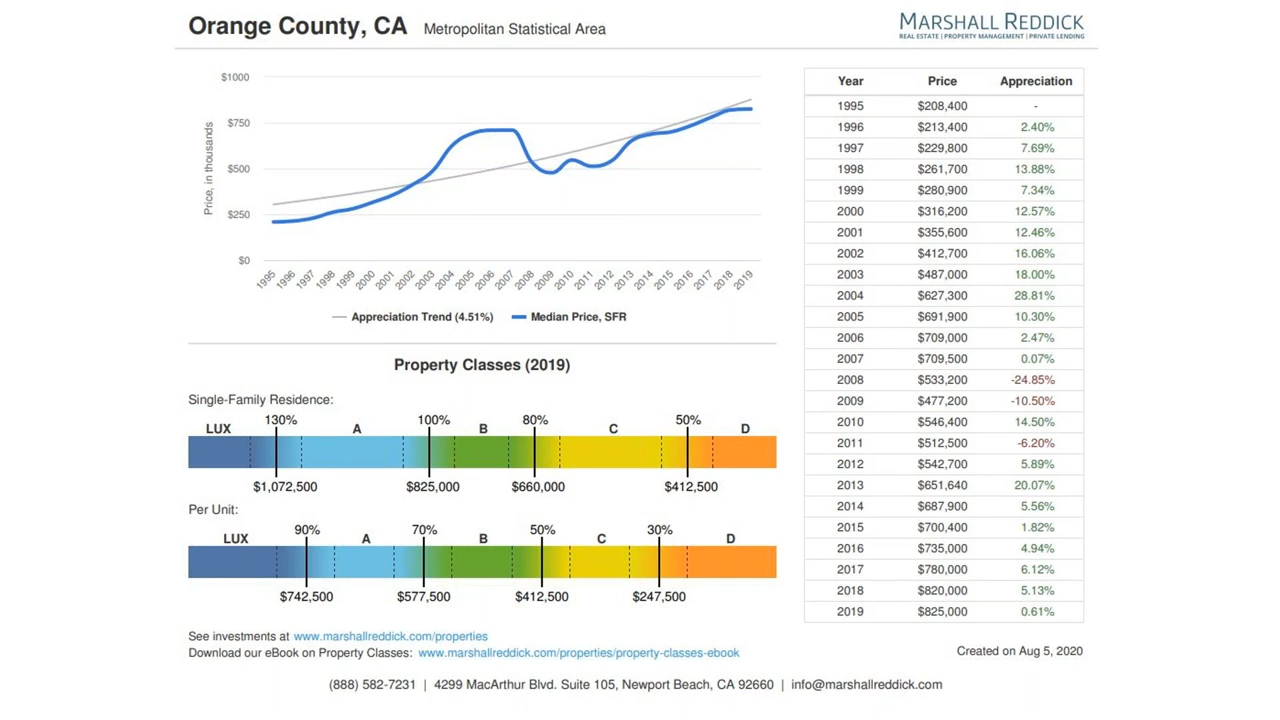 Orange County, CA Metropolitan Statistical Area
MARSHALL REDDICK
REAL ESTATE | PROPERTY MANAGEMENT | PRIVATE LENDING
Price, in thousands
$1000
$750
$500
$250
$0
1995 1996 1997 1998 1999 2000 2001 2002 2003 2004 2005 2006 2007 2008 2009 2010 2011 2012 2013 2014 2015 2016 2017 2018 2019
Appreciation Trend (4.51%) Median Price, SFR
Property Classes (2019)
Single-Family Residence:
130% 100% 80% 50%
LUX A B C D
$1,072,500 $825,000 $660,000 $412,500
Per Unit:
90% 70% 50% 30%
LUX A B C D
$742,500 $577,500 $412,500 $247,500
Year Price Appreciation
1995 $208,400 -
1996 $213,400 2.40%
1997 $229,800 7.69%
1998 $261,700 13.88%
1999 $280,900 7.34%
2000 $316,200 12.57%
2001 $355,600 12.46%
2002 $412,700 16.06%
2003 $487,000 18.00%
2004 $627,300 28.81%
2005 $691,900 10.30%
2006 $709,000 2.47%
2007 $709,500 0.07%
2008 $533,200 -24.85%
2009 $477,200 -10.50%
2010 $546,400 14.50%
2011 $512,500 -6.20%
2012 $542,700 5.89%
2013 $651,640 20.07%
2014 $687,900 5.56%
2015 $700,400 1.82%
2016 $735,000 4.94%
2017 $780,000 6.12%
2018 $820,000 5.13%
2019 $825,000 0.61%
See investments at www.marshallreddick.com/properties
Download our eBook on Property Classes: www.marshallreddick.com/properties/property-classes-ebook
Created on Aug 5, 2020
(888) 582-7231 | 4299 MacArthur Blvd. Suite 105, Newport Beach, CA 92660 | info@marshallreddick.com